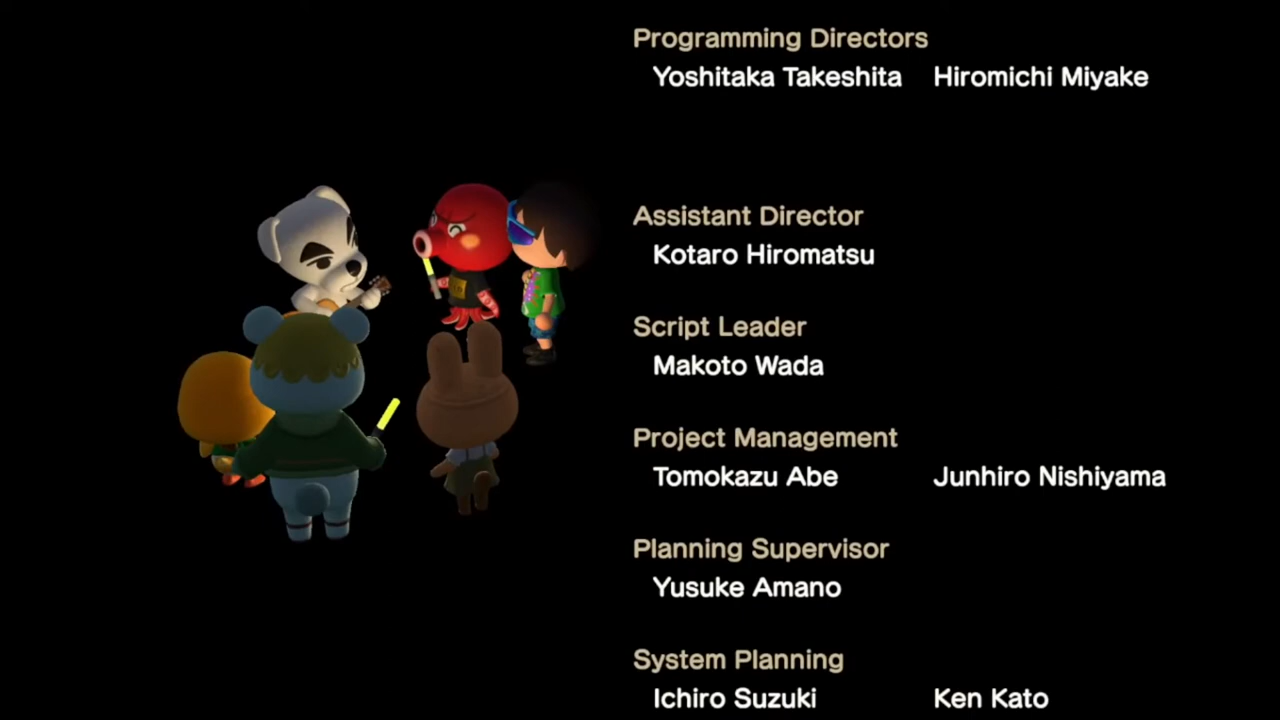 Programming Directors
Yoshitaka Takeshita Hiromichi Miyake
Assistant Director
Kotaro Hiromatsu
Script Leader
Makoto Wada
Project Management
Tomokazu Abe Junhiro Nishiyama
Planning Supervisor
Yusuke Amano
System Planning
Ichiro Suzuki Ken Kato